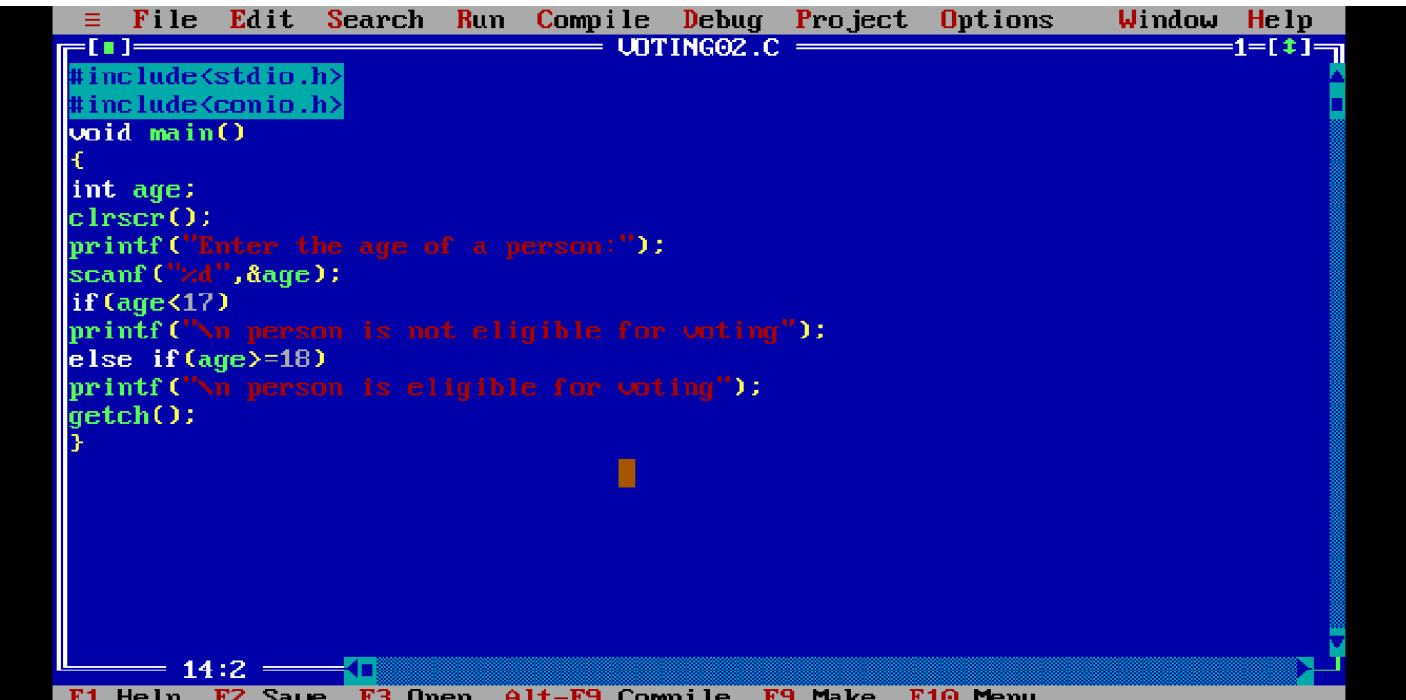 ≡ File Edit Search Run Compile Debug Project Options Window Help
[■] VOTING02.C 1=[↕]
#include<stdio.h>
#include<conio.h>
void main()
{
int age;
clrscr();
printf("Enter the age of a person:");
scanf("%d",&age);
if(age<17)
printf("\n person is not eligible for voting");
else if(age>=18)
printf("\n person is eligible for voting");
getch();
}
14:2
F1 Help F2 Save F3 Open Alt-F9 Compile F9 Make F10 Menu